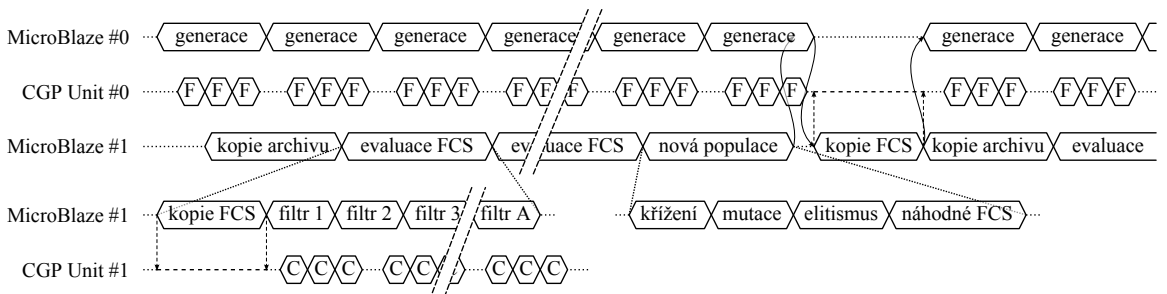 MicroBlaze #0 generace generace generace generace generace generace generace generace
CGP Unit #0 F F F F F F F F F F F F F F F F F F F F F F F F
MicroBlaze #1 kopie archivu evaluace FCS evaluace FCS nová populace kopie FCS kopie archivu evaluace
MicroBlaze #1 kopie FCS filtr 1 filtr 2 filtr 3 filtr A křížení mutace elitismus náhodné FCS
CGP Unit #1 C C C C C C C C